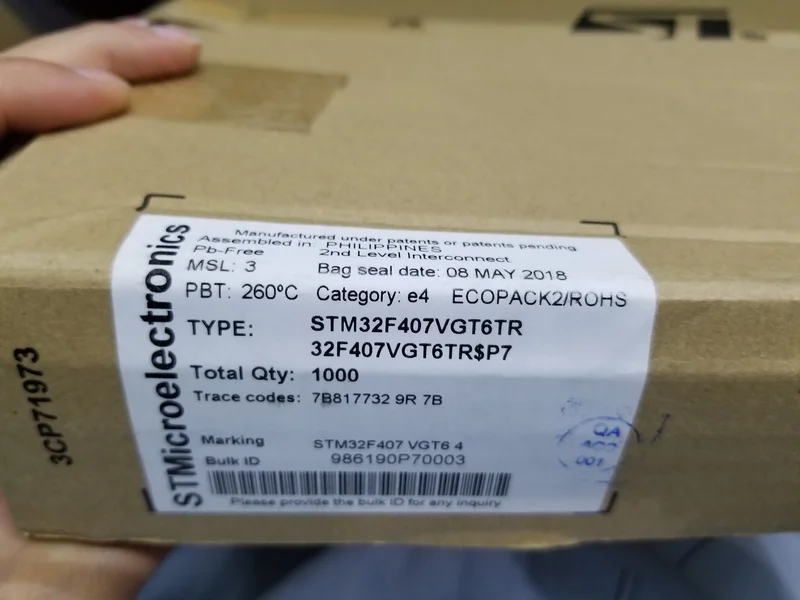 ST
3CP71973
STMicroelectronics
Manufactured under patents or patents pending
Assembled in: PHILIPPINES
Pb-Free 2nd Level Interconnect
MSL: 3 Bag seal date: 08 MAY 2018
PBT: 260ºC Category: e4 ECOPACK2/ROHS
TYPE: STM32F407VGT6TR
32F407VGT6TR$P7
Total Qty: 1000
Trace codes: 7B817732 9R 7B
Marking STM32F407 VGT6 4
Bulk ID 986190P70003
Please provide the bulk ID for any inquiry
QA
001